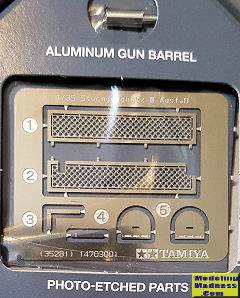 ALUMINUM GUN BARREL
1/35 Sturmgeschütz Ⅲ Ausf.B
1
2
3 4 5
(35281) 14703001 TAMIYA
PHOTO-ETCHED PARTS
Modeling
Madness
.Com